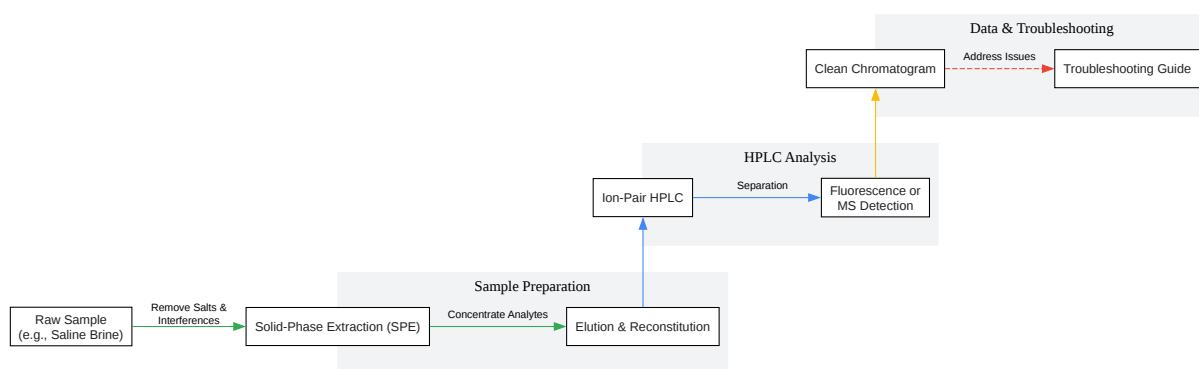 Data & Troubleshooting
Clean Chromatogram
Address Issues
Troubleshooting Guide
HPLC Analysis
Ion-Pair HPLC
Separation
Fluorescence or
MS Detection
Sample Preparation
Raw Sample
(e.g., Saline Brine)
Remove Salts &
Interferences
Solid-Phase Extraction (SPE)
Concentrate Analytes
Elution & Reconstitution